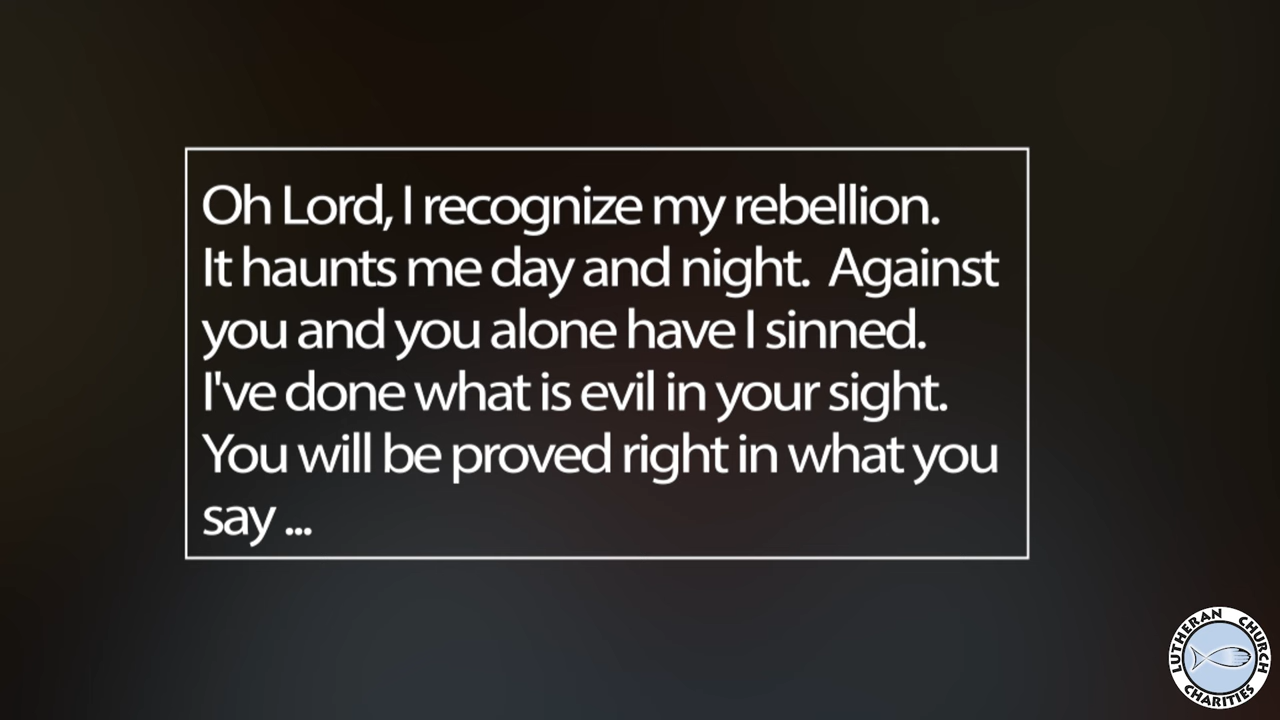 Oh Lord, I recognize my rebellion.
It haunts me day and night.  Against
you and you alone have I sinned.
I've done what is evil in your sight.
You will be proved right in what you
say ...
LUTHERAN CHURCH
CHARITIES